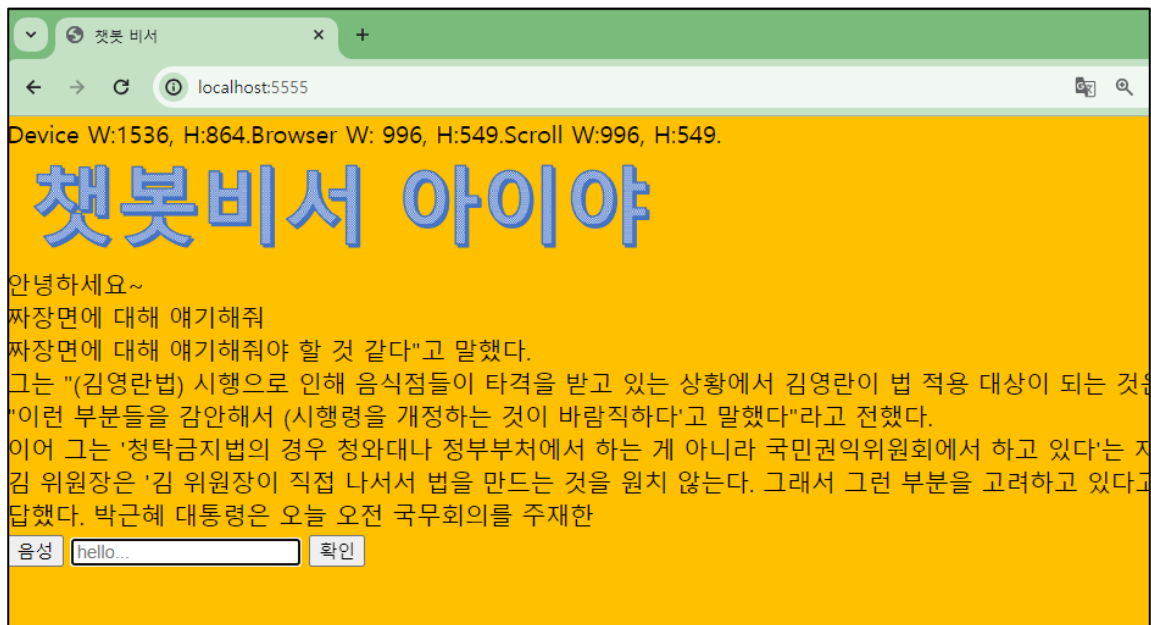 챗봇 비서
localhost:5555
Device W:1536, H:864.Browser W: 996, H:549.Scroll W:996, H:549.
챗봇비서 아이야
안녕하세요~
짜장면에 대해 얘기해줘
짜장면에 대해 얘기해줘야 할 것 같다"고 말했다.
그는 "(김영란법) 시행으로 인해 음식점들이 타격을 받고 있는 상황에서 김영란이 법 적용 대상이 되는 것은
"이런 부분들을 감안해서 (시행령을 개정하는 것이 바람직하다'고 말했다"라고 전했다.
이어 그는 '청탁금지법의 경우 청와대나 정부부처에서 하는 게 아니라 국민권익위원회에서 하고 있다'는
김 위원장은 '김 위원장이 직접 나서서 법을 만드는 것을 원치 않는다. 그래서 그런 부분을 고려하고 있다고
답했다. 박근혜 대통령은 오늘 오전 국무회의를 주재한
음성 hello... 확인